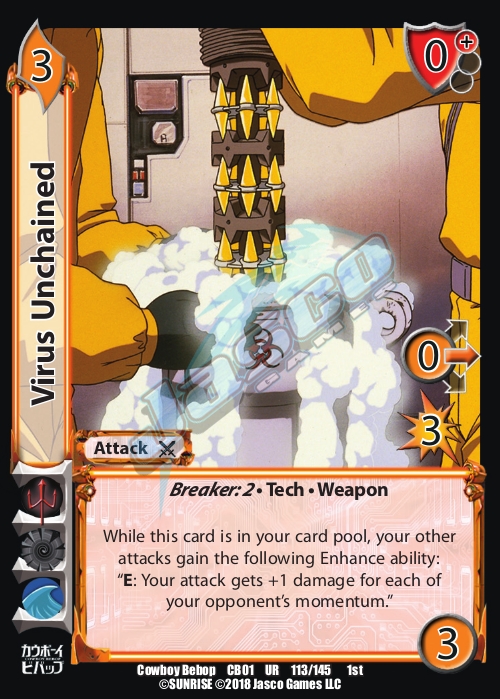 3
0
+
Virus Unchained
JASCO
GAMES
0
3
Attack
Breaker: 2 • Tech • Weapon
While this card is in your card pool, your other
attacks gain the following Enhance ability:
“E: Your attack gets +1 damage for each of
your opponent’s momentum.”
カウボーイ
ビバップ
3
Cowboy Bebop CB01 UR 113/145 1st
©SUNRISE ©2018 Jasco Games LLC